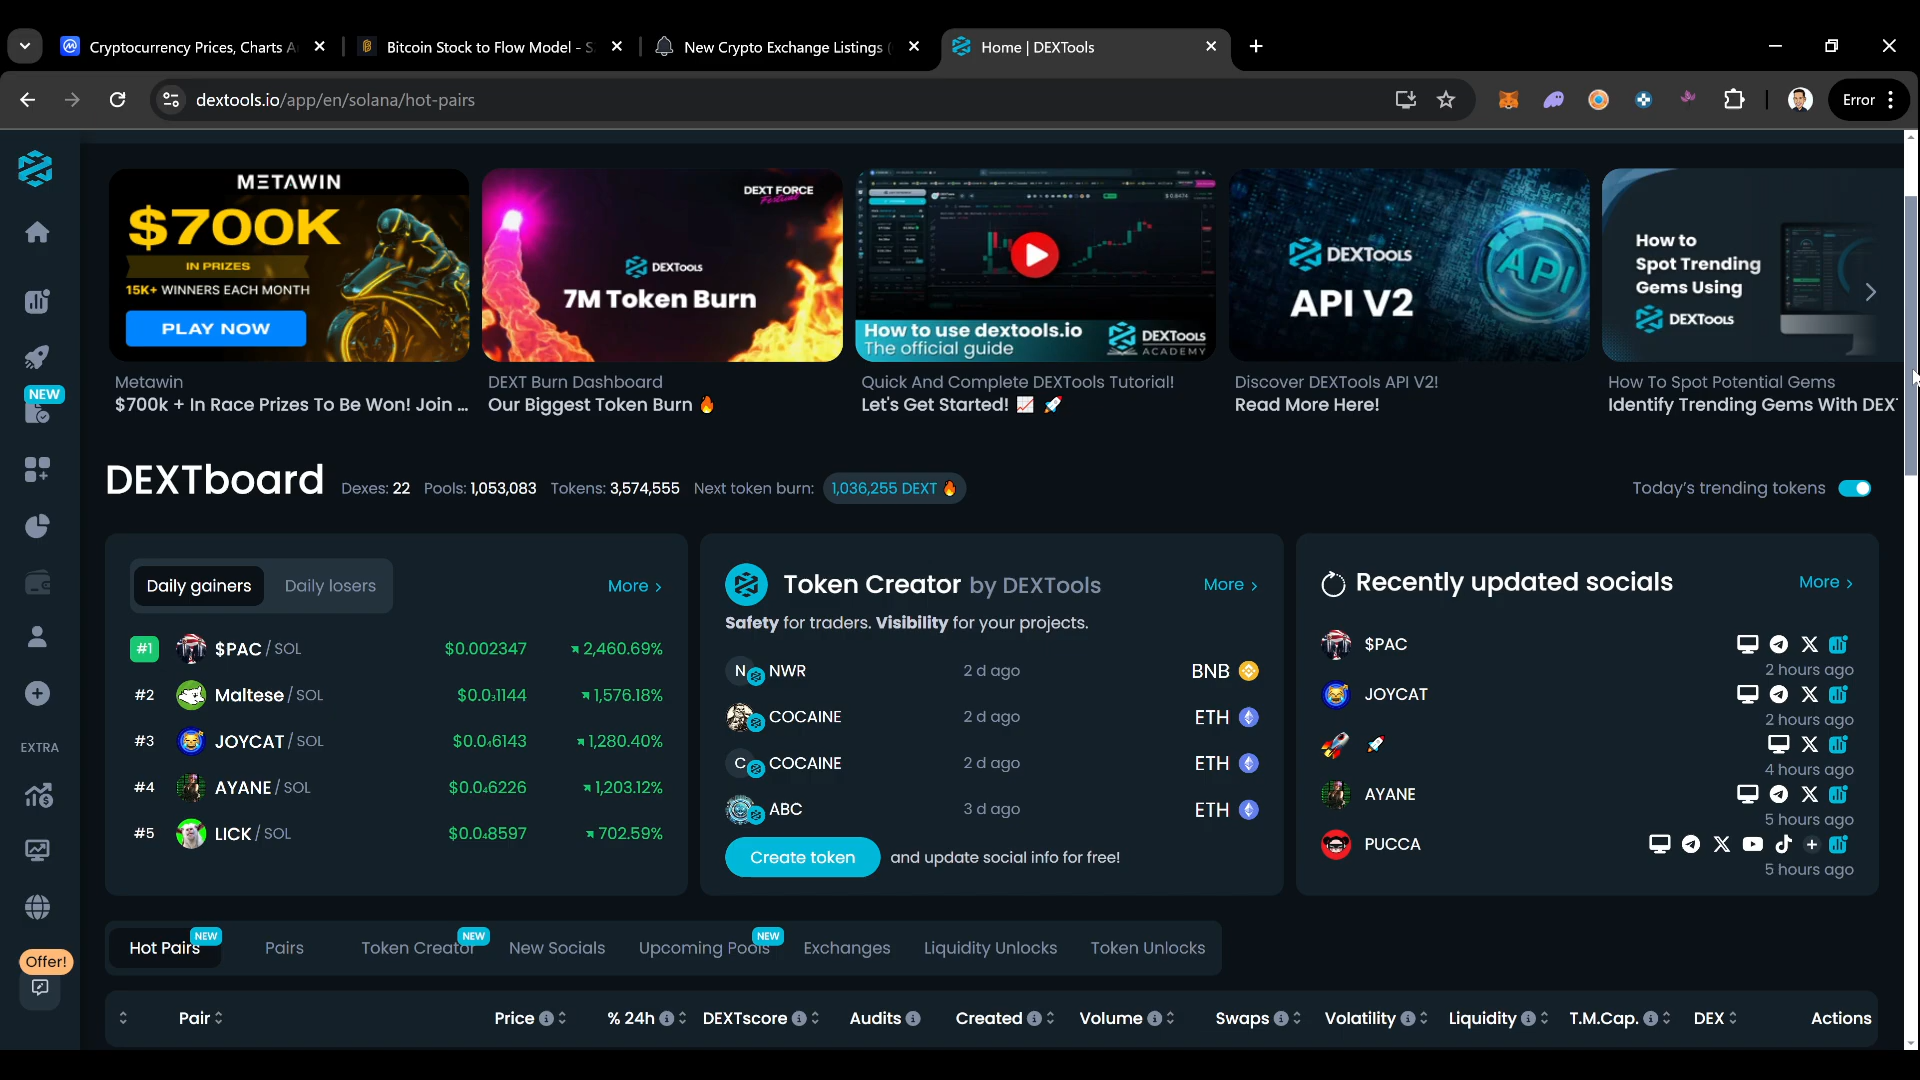 Cryptocurrency Prices, Charts A
Bitcoin Stock to Flow Model - S
New Crypto Exchange Listings (
Home | DEXTools
dextools.io/app/en/solana/hot-pairs
Error
METAWIN
$700K
IN PRIZES
15K+ WINNERS EACH MONTH
PLAY NOW
Metawin
$700k + In Race Prizes To Be Won! Join ...
DEXT FORCE
Festival
DEXTools
7M Token Burn
DEXT Burn Dashboard
Our Biggest Token Burn 🔥
How to use dextools.io
The official guide
DEXTools
ACADEMY
Quick And Complete DEXTools Tutorial!
Let's Get Started! 📈 🚀
DEXTools
API V2
API
Discover DEXTools API V2!
Read More Here!
How to
Spot Trending
Gems Using
DEXTools
How To Spot Potential Gems
Identify Trending Gems With DEX
NEW
EXTRA
Offer!
DEXTboard
Dexes: 22 Pools: 1,053,083 Tokens: 3,574,555 Next token burn: 1,036,255 DEXT 🔥
Today's trending tokens
Daily gainers Daily losers More >
#1 $PAC / SOL $0.002347 2,460.69%
#2 Maltese / SOL $0.0₃1144 1,576.18%
#3 JOYCAT / SOL $0.0₄6143 1,280.40%
#4 AYANE / SOL $0.0₄6226 1,203.12%
#5 LICK / SOL $0.0₄8597 702.59%
Token Creator by DEXTools More >
Safety for traders. Visibility for your projects.
N NWR 2 d ago BNB
COCAINE 2 d ago ETH
C COCAINE 2 d ago ETH
ABC 3 d ago ETH
Create token and update social info for free!
Recently updated socials More >
$PAC
2 hours ago
JOYCAT
2 hours ago
🚀
4 hours ago
AYANE
5 hours ago
PUCCA
5 hours ago
Hot Pairs NEW Pairs Token Creator NEW New Socials Upcoming Pools NEW Exchanges Liquidity Unlocks Token Unlocks
Pair Price % 24h DEXTscore Audits Created Volume Swaps Volatility Liquidity T.M.Cap. DEX Actions